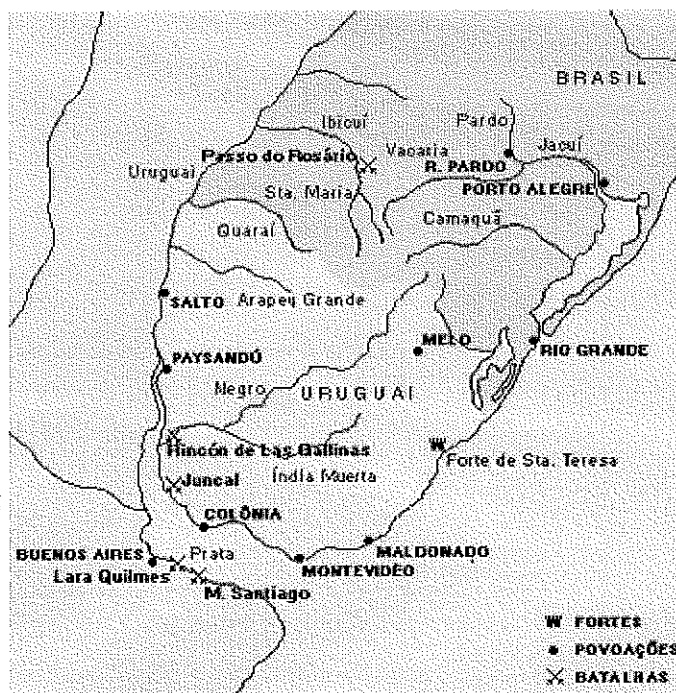 BRASIL
Ibicuí
Pardo
Vacaria
Jacuí
Passo do Rosário
R. PARDO
Uruguai
Sta. Maria
PORTO ALEGRE
Quaraí
Camaquã
SALTO
Arapey Grande
MELO
RIO GRANDE
PAYSANDÚ
Negro
URUGUAI
Rincón de Las Gallinas
Forte de Sta. Teresa
Juncal
Índia Muerta
COLÔNIA
BUENOS AIRES
Prata
MALDONADO
Lara Quilmes
MONTEVIDÉO
M. Santiago
FORTES
POVOAÇÕES
BATALHAS